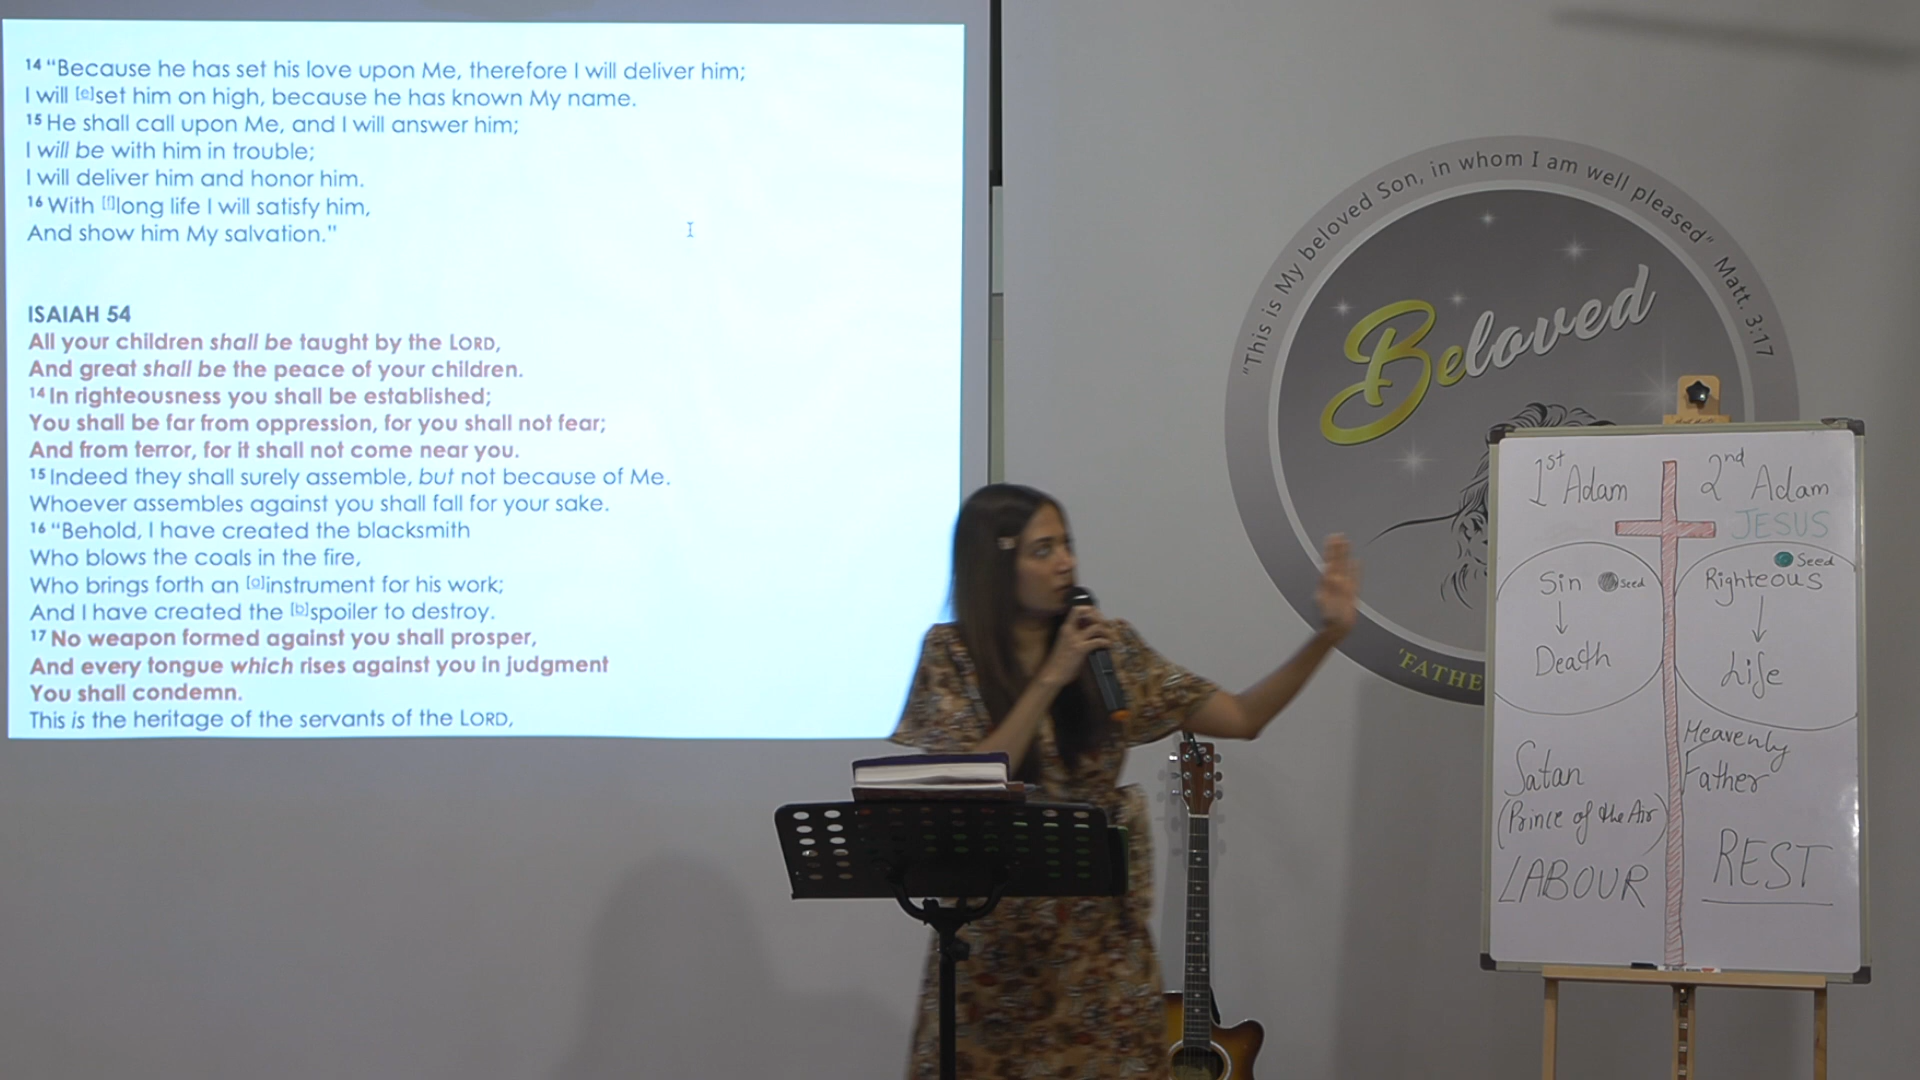 14 “Because he has set his love upon Me, therefore I will deliver him;
I will [e]set him on high, because he has known My name.
15 He shall call upon Me, and I will answer him;
I will be with him in trouble;
I will deliver him and honor him.
16 With [f]long life I will satisfy him,
And show him My salvation.”
ISAIAH 54
All your children shall be taught by the LORD,
And great shall be the peace of your children.
14 In righteousness you shall be established;
You shall be far from oppression, for you shall not fear;
And from terror, for it shall not come near you.
15 Indeed they shall surely assemble, but not because of Me.
Whoever assembles against you shall fall for your sake.
16 “Behold, I have created the blacksmith
Who blows the coals in the fire,
Who brings forth an [a]instrument for his work;
And I have created the [b]spoiler to destroy.
17 No weapon formed against you shall prosper,
And every tongue which rises against you in judgment
You shall condemn.
This is the heritage of the servants of the LORD,
"This is My beloved Son, in whom I am well pleased" Matt. 3:17
Beloved
'FATHE
1st Adam
Sin Seed
Death
Satan
(Prince of the Air)
LABOUR
2nd Adam
JESUS
Seed
Righteous
Life
Heavenly
Father
REST